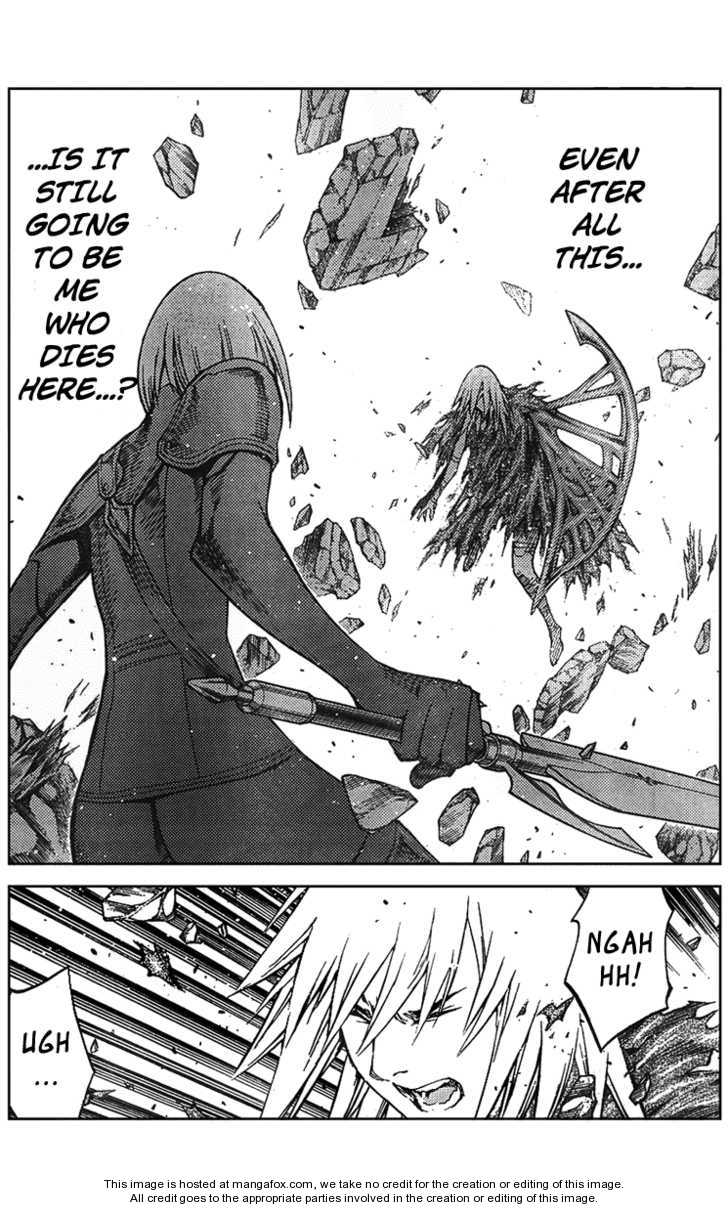 EVEN
AFTER
ALL
THIS...
...IS IT
STILL
GOING
TO BE
ME
WHO
DIES
HERE...?
NGAH
HH!
UGH
...
This image is hosted at mangafox.com, we take no credit for the creation or editing of this image.
All credit goes to the appropriate parties involved in the creation or editing of this image.